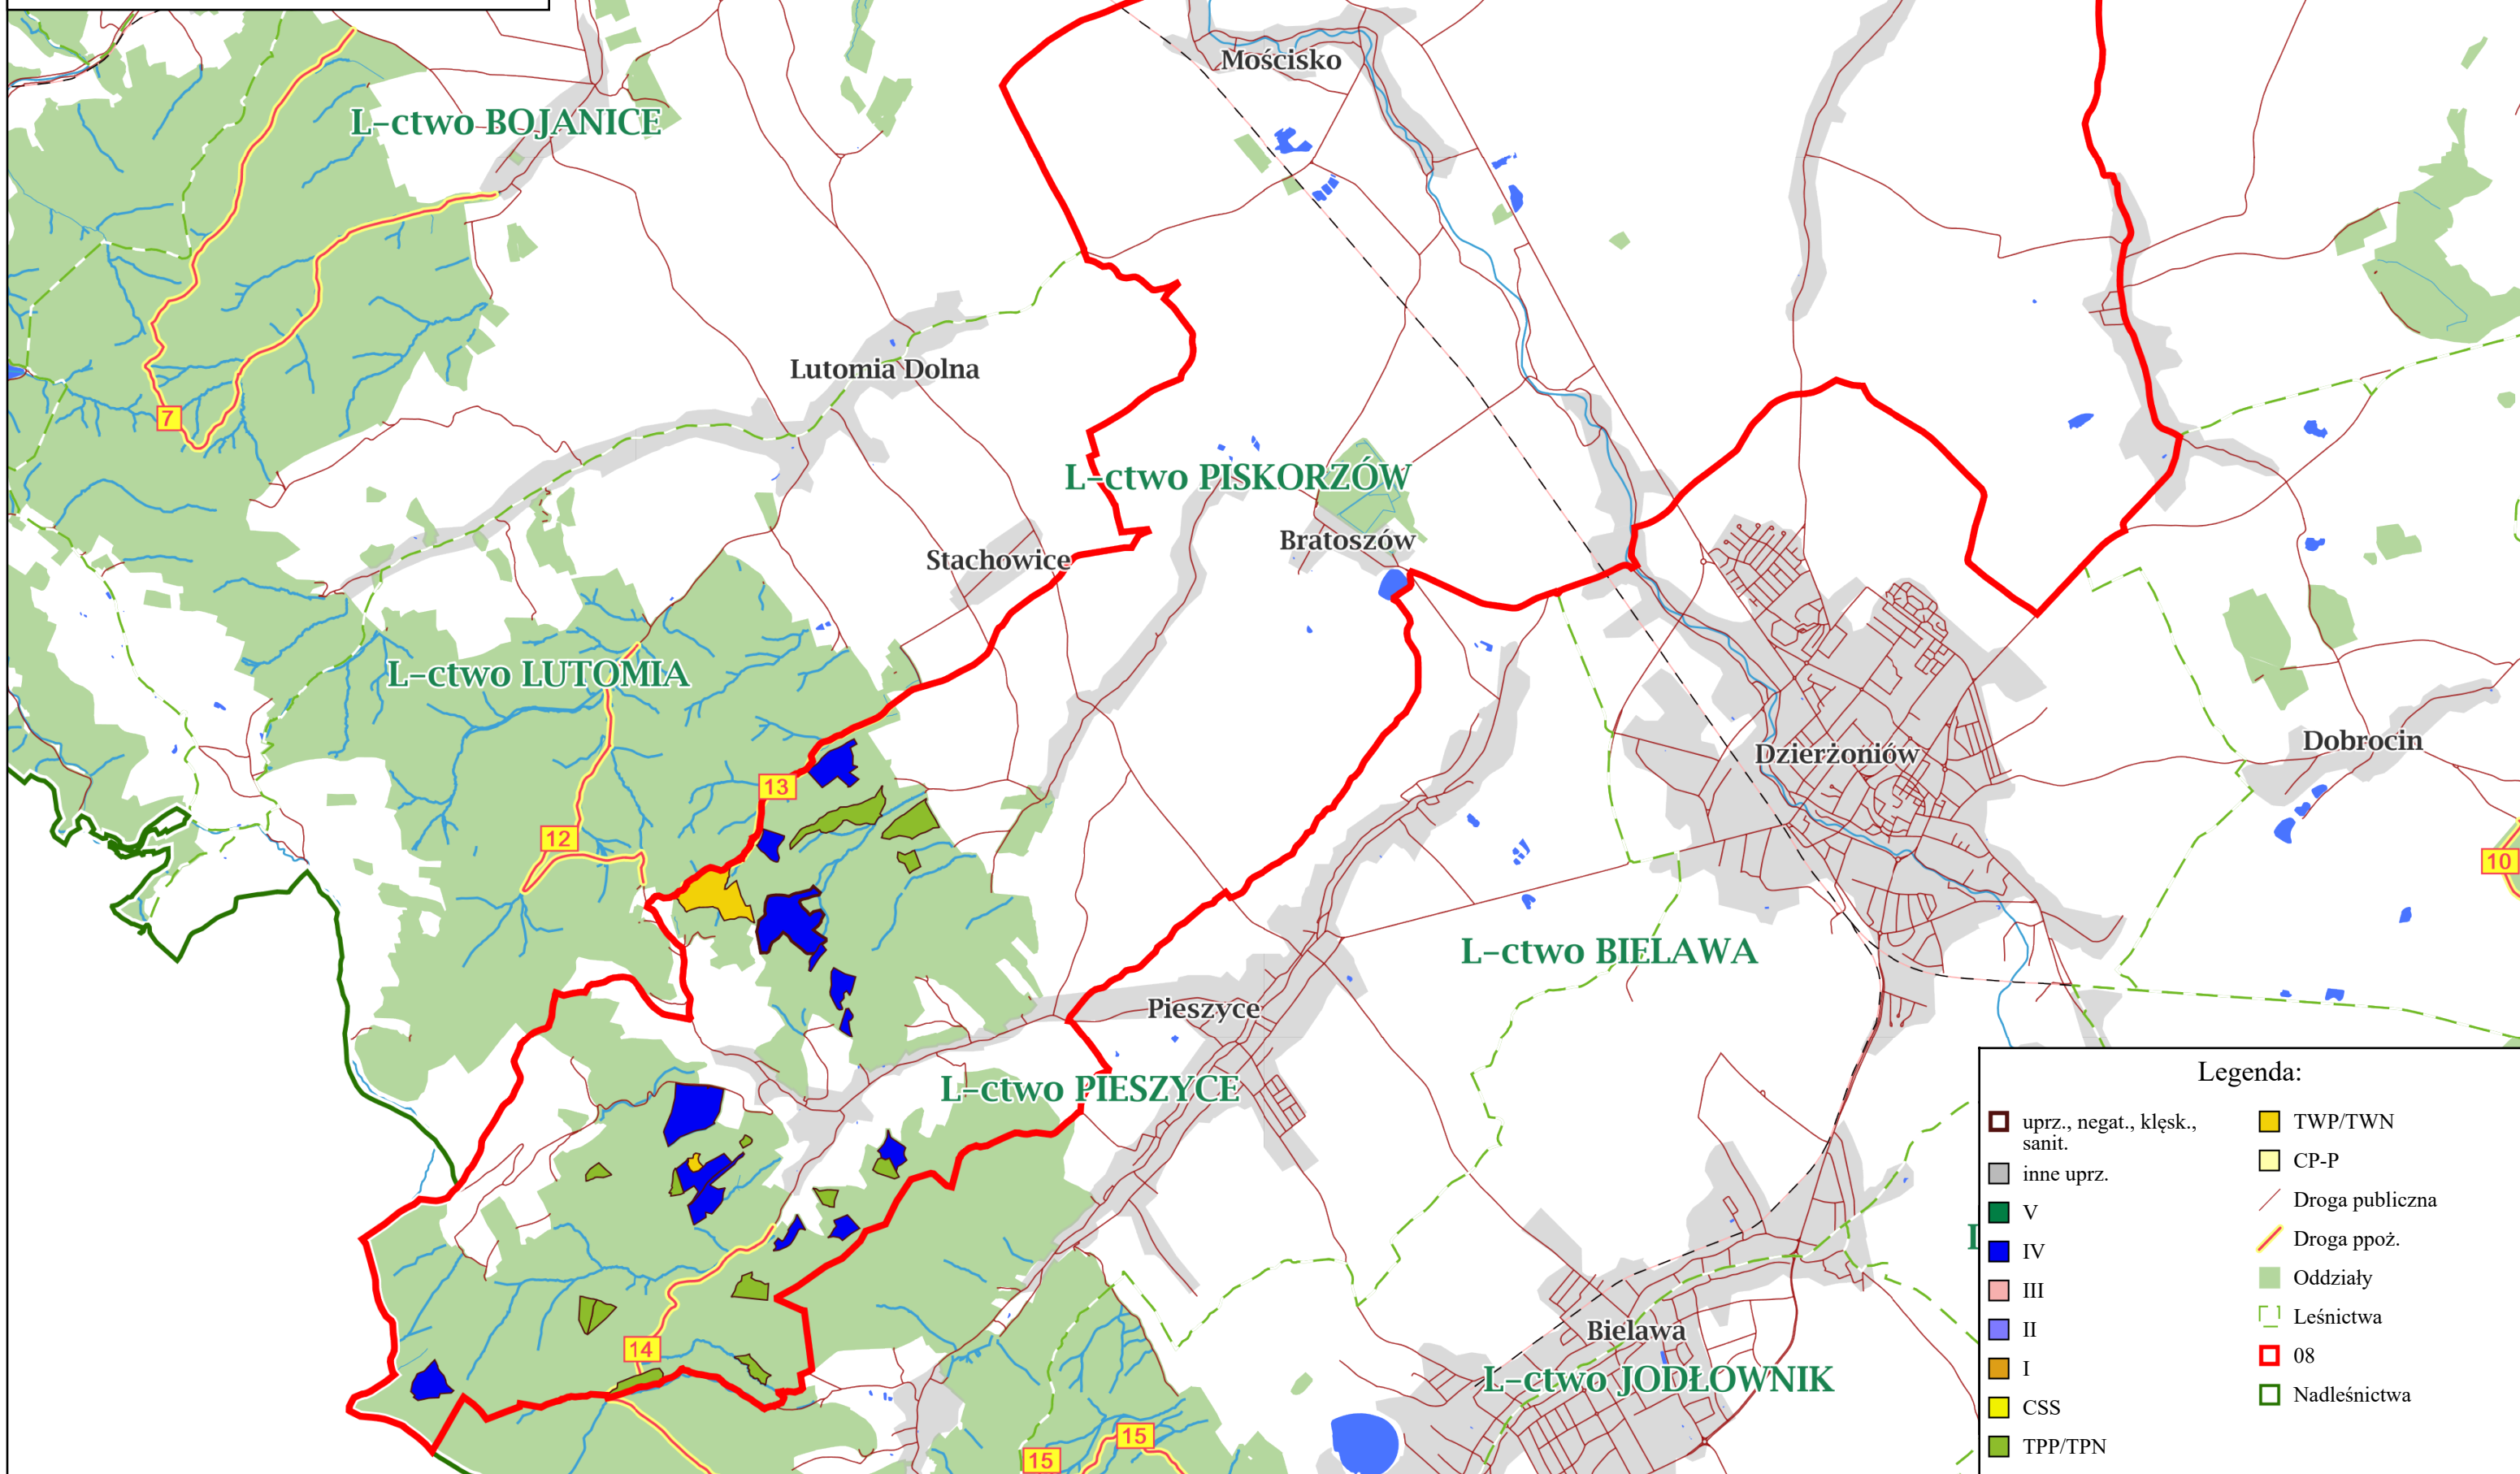 Mościsko
L-ctwo BOJANICE
Lutomia Dolna
7
L-ctwo PISKORZÓW
Bratoszów
Stachowice
L-ctwo LUTOMIA
Dzierżoniów
Dobrocin
13
12
10
L-ctwo BIELAWA
Pieszyce
L-ctwo PIESZYCE
Bielawa
14
L-ctwo JODŁOWNIK
15
15
Legenda:
uprz., negat., klęsk.,
sanit.
inne uprz.
V
IV
III
II
I
CSS
TPP/TPN
TWP/TWN
CP-P
Droga publiczna
Droga ppoż.
Oddziały
Leśnictwa
08
Nadleśnictwa